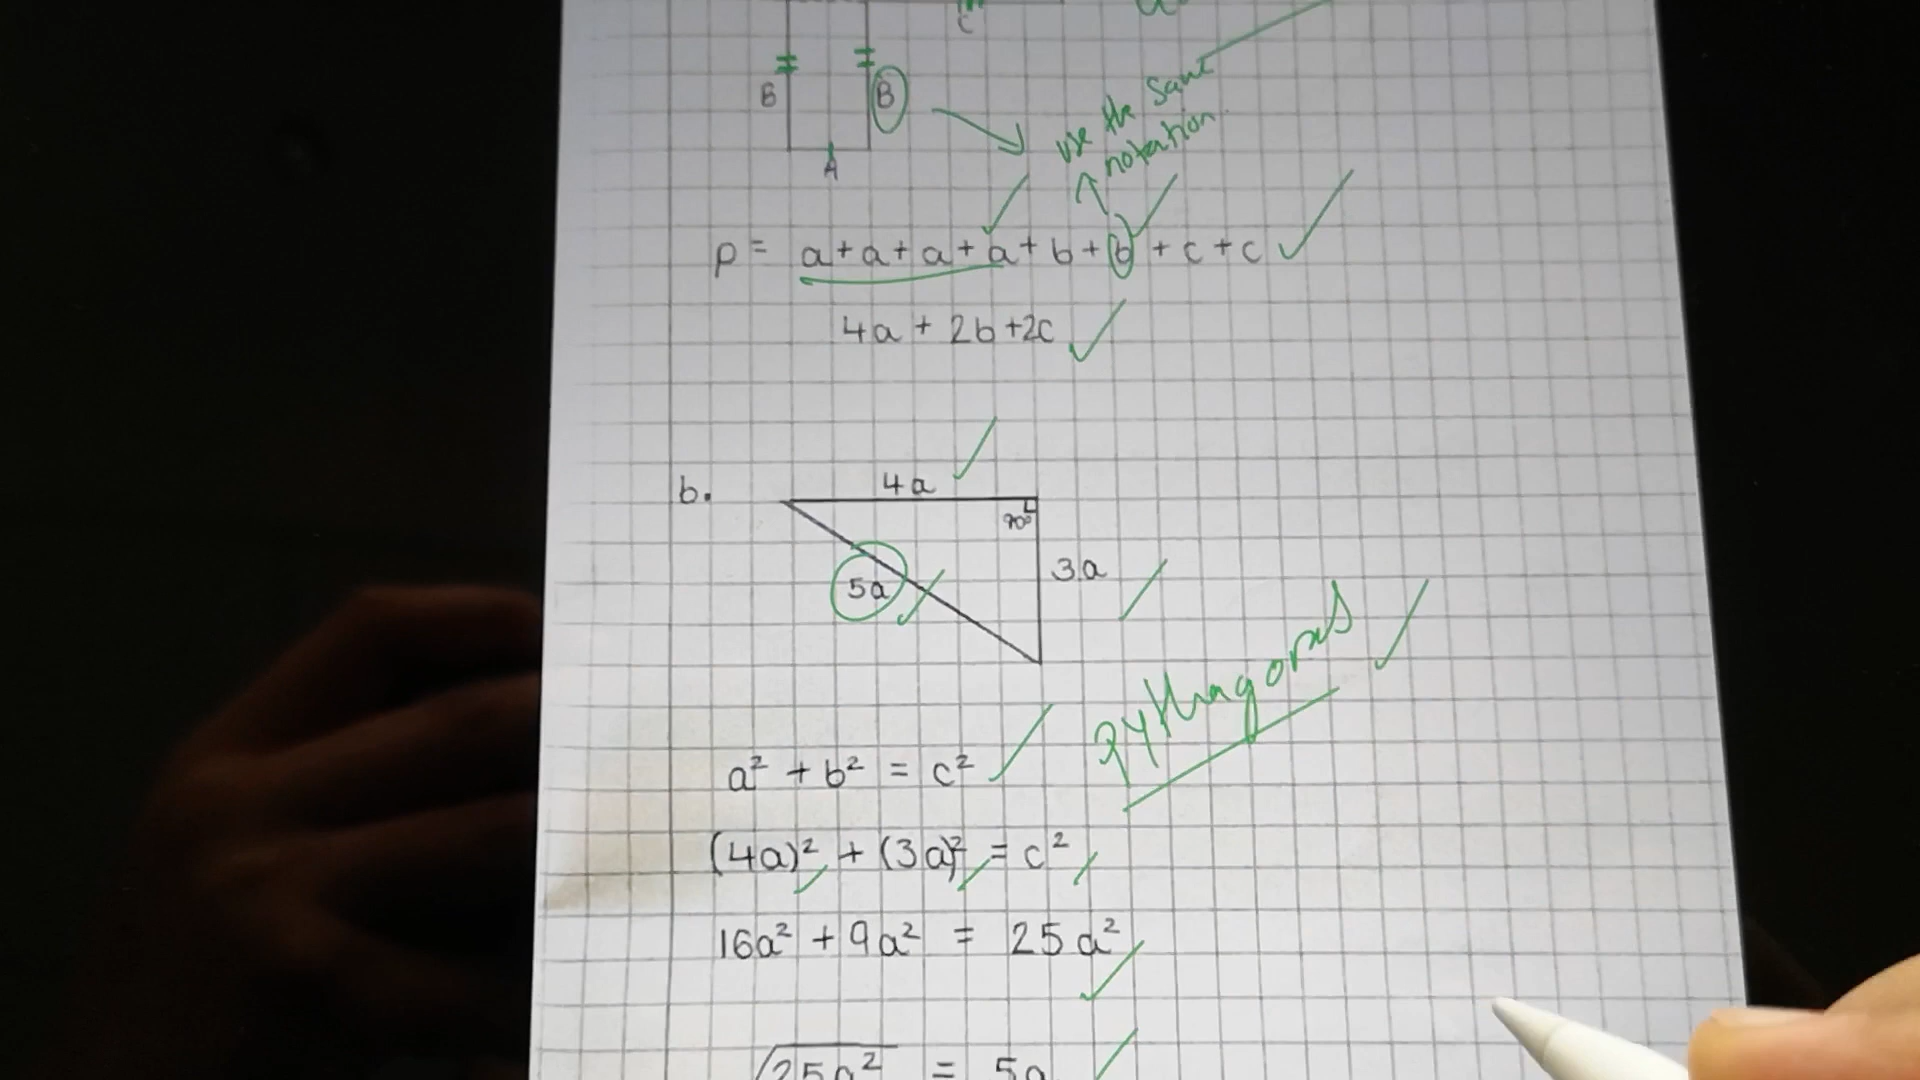 C
B B
A
use the same
notation.
P = a + a + a + a + b + b + c + c
4a + 2b + 2c
b.
4a
90°
5a
3a
Pythagoras
a² + b² = c²
(4a)² + (3a)² = c²
16a² + 9a² = 25a²
√25a² = 5a